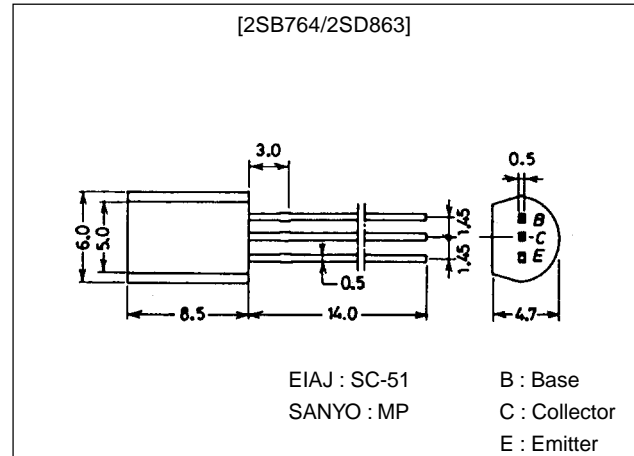 [2SB764/2SD863]
3.0
0.5
6.0
5.0
1.45
1.45
B
C
E
0.5
8.5
14.0
4.7
EIAJ : SC-51
B : Base
SANYO : MP
C : Collector
E : Emitter